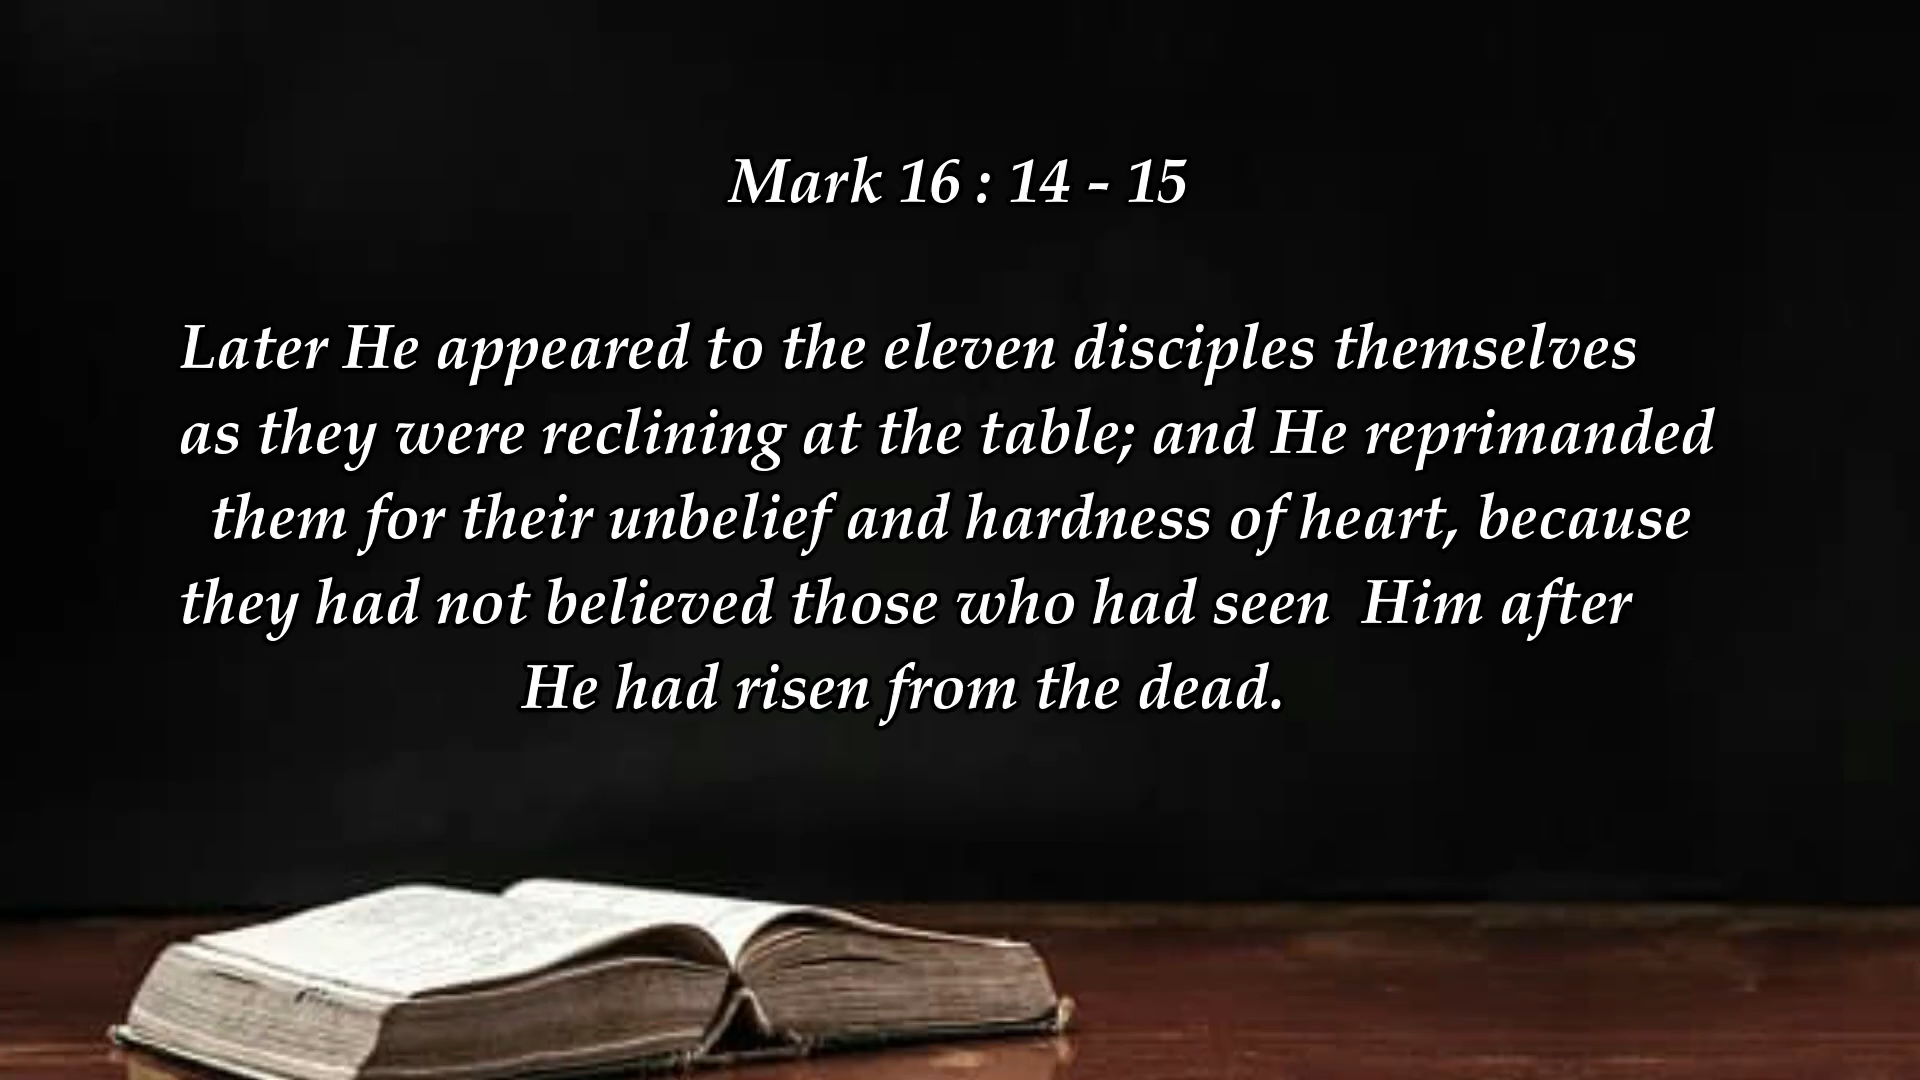 Mark 16 : 14 - 15
Later He appeared to the eleven disciples themselves
as they were reclining at the table; and He reprimanded
them for their unbelief and hardness of heart, because
they had not believed those who had seen  Him after
He had risen from the dead.